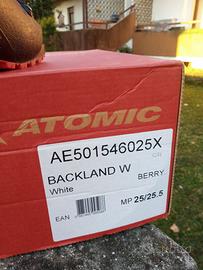 ATOMIC
AE501546025X
BACKLAND W
White
BERRY
MP 25/25.5
EAN